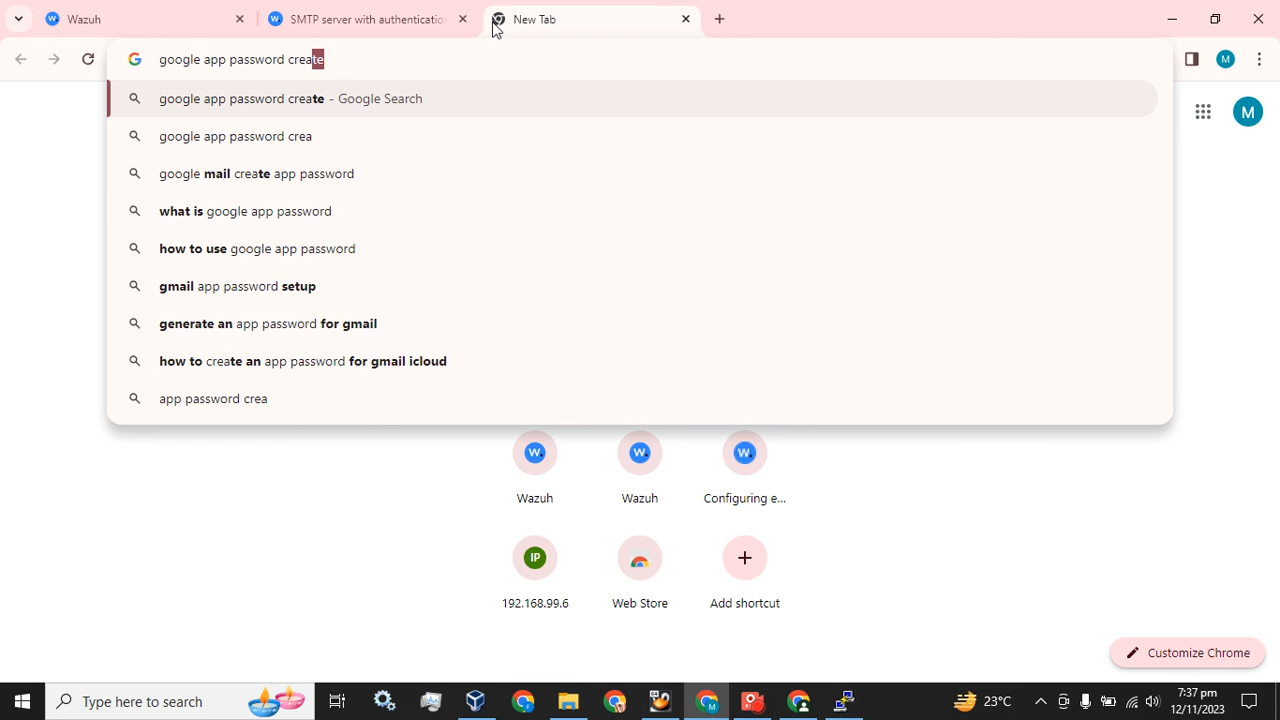 Wazuh
SMTP server with authenticatio
New Tab
google app password create
M
google app password create - Google Search
google app password crea
google mail create app password
what is google app password
how to use google app password
gmail app password setup
generate an app password for gmail
how to create an app password for gmail icloud
app password crea
M
W.
W.
W.
Wazuh
Wazuh
Configuring e...
IP
192.168.99.6
Web Store
Add shortcut
Customize Chrome
Type here to search
23°C
7:37 pm
12/11/2023